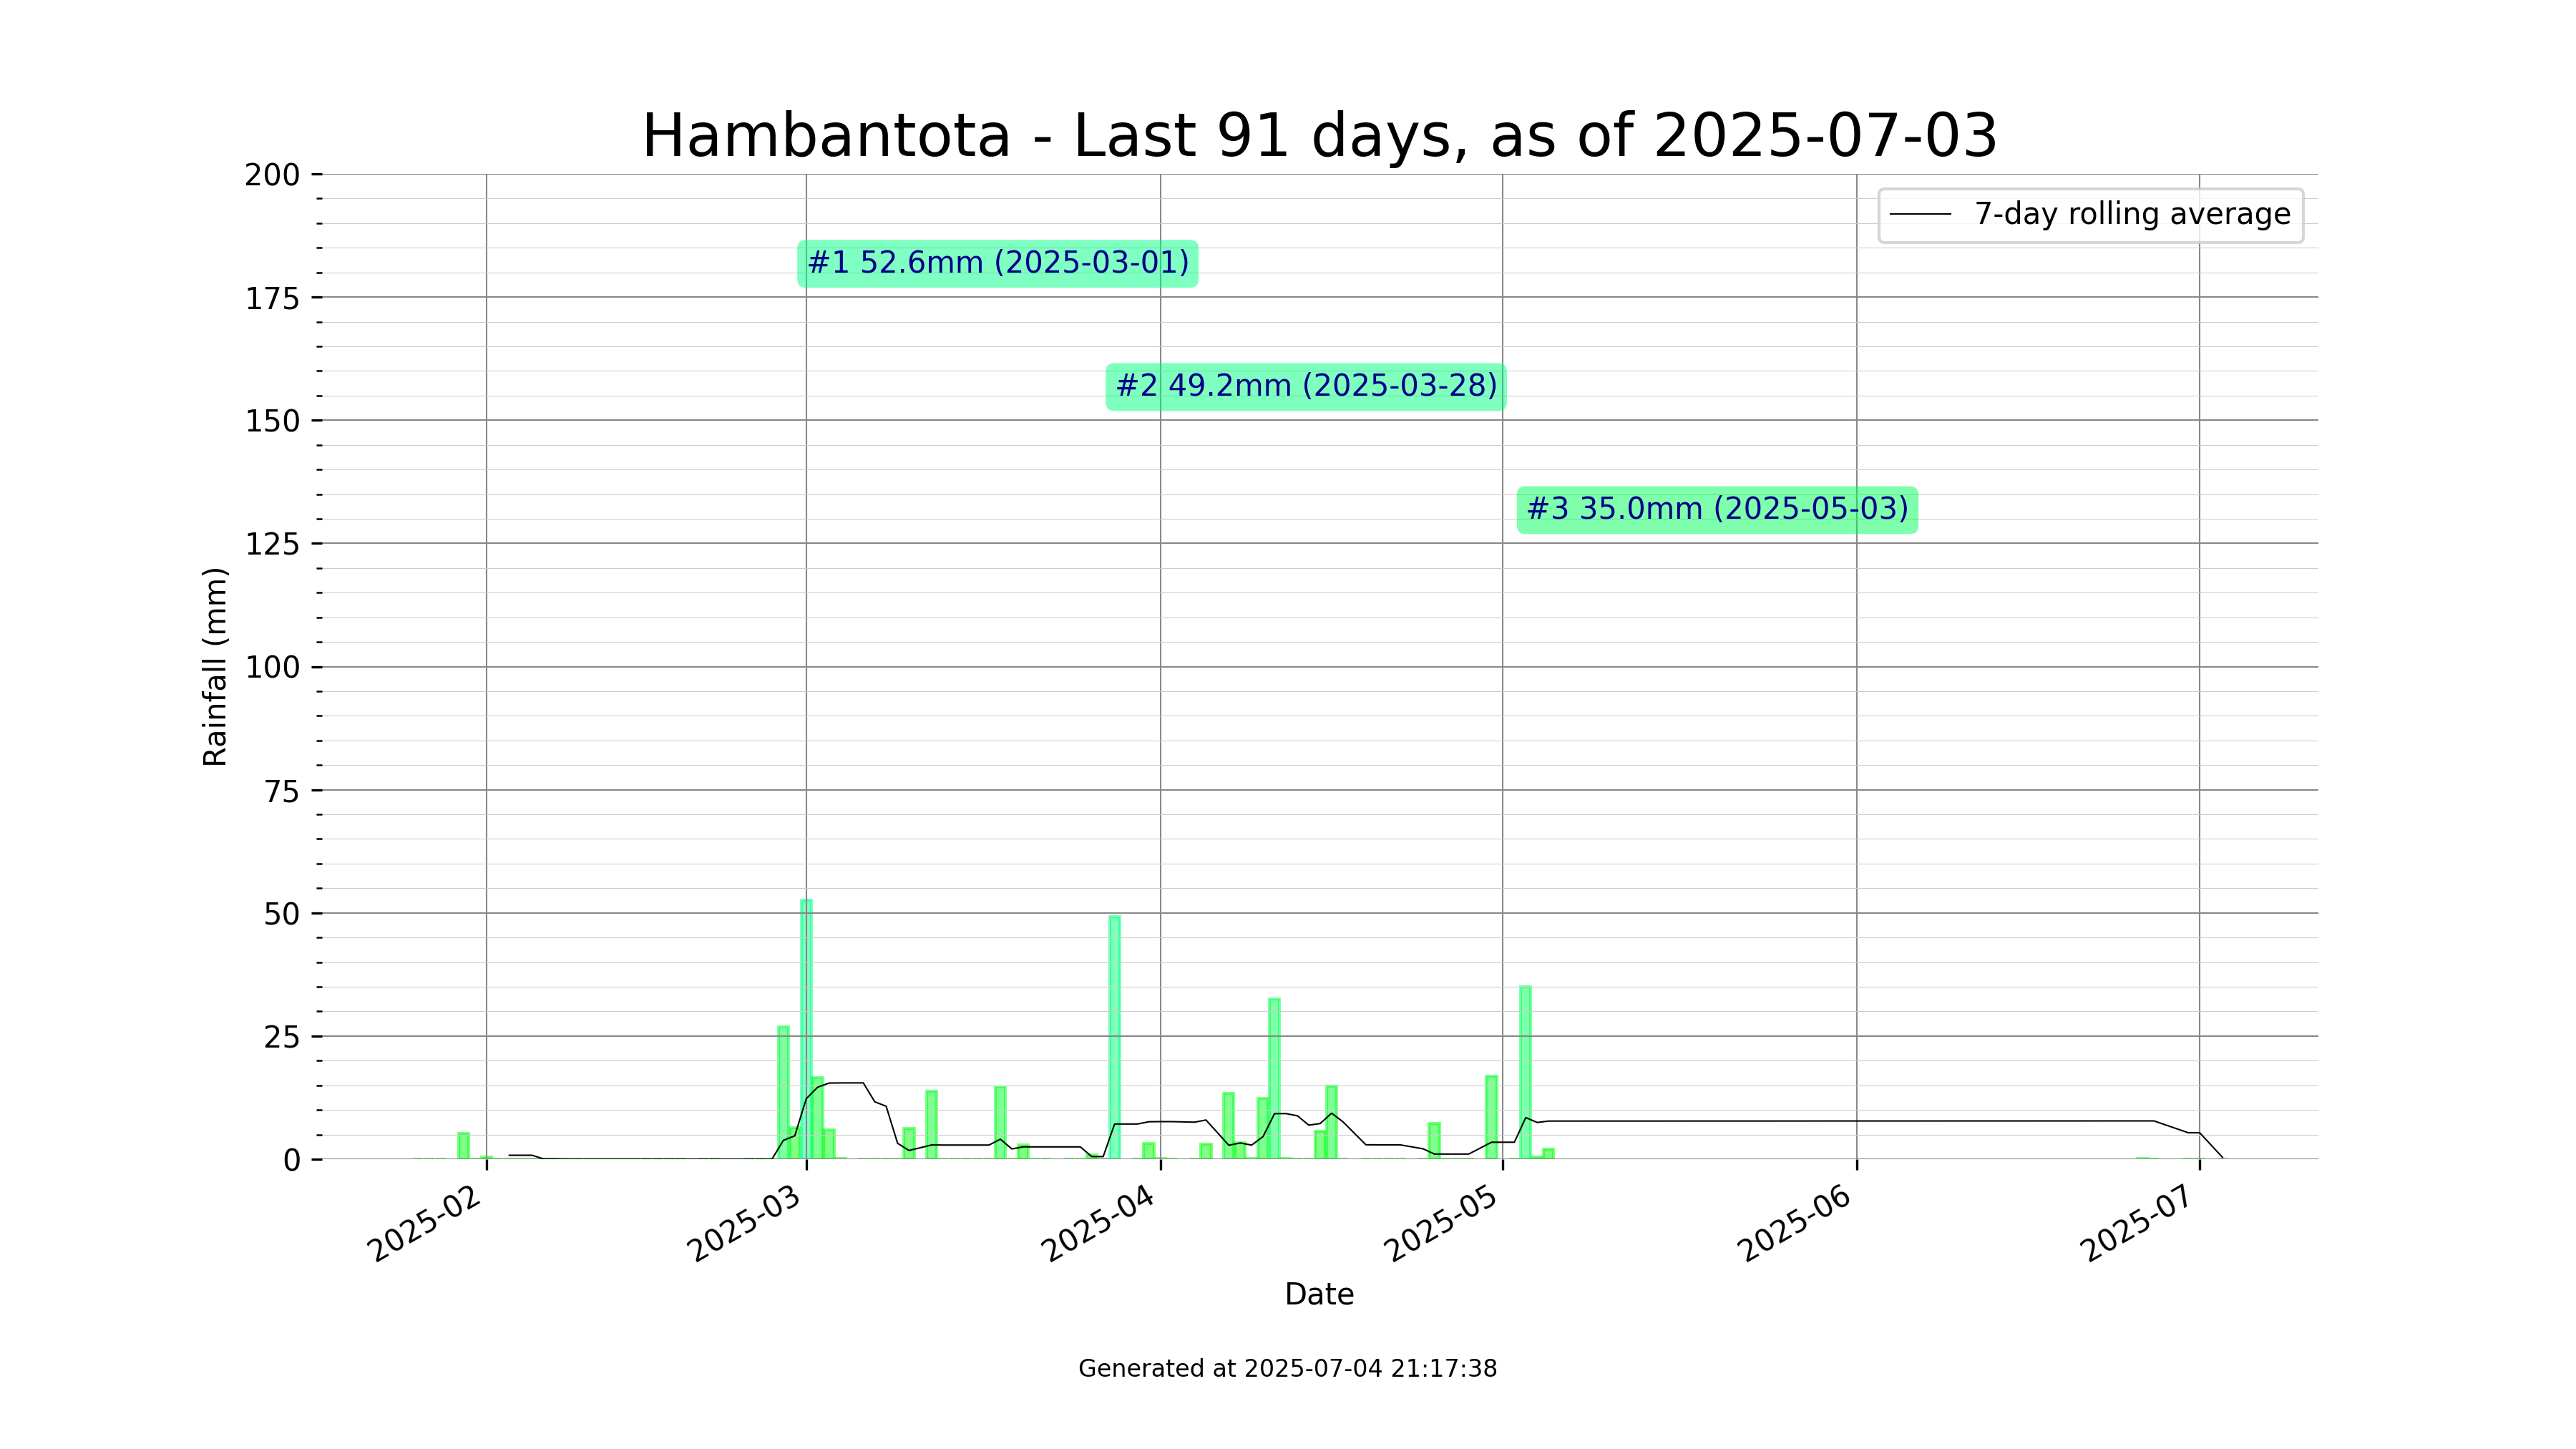 Hambantota - Last 91 days, as of 2025-07-03
7-day rolling average
#1 52.6mm (2025-03-01)
#2 49.2mm (2025-03-28)
#3 35.0mm (2025-05-03)
Rainfall (mm)
200
175
150
125
100
75
50
25
0
2025-02
2025-03
2025-04
2025-05
2025-06
2025-07
Date
Generated at 2025-07-04 21:17:38